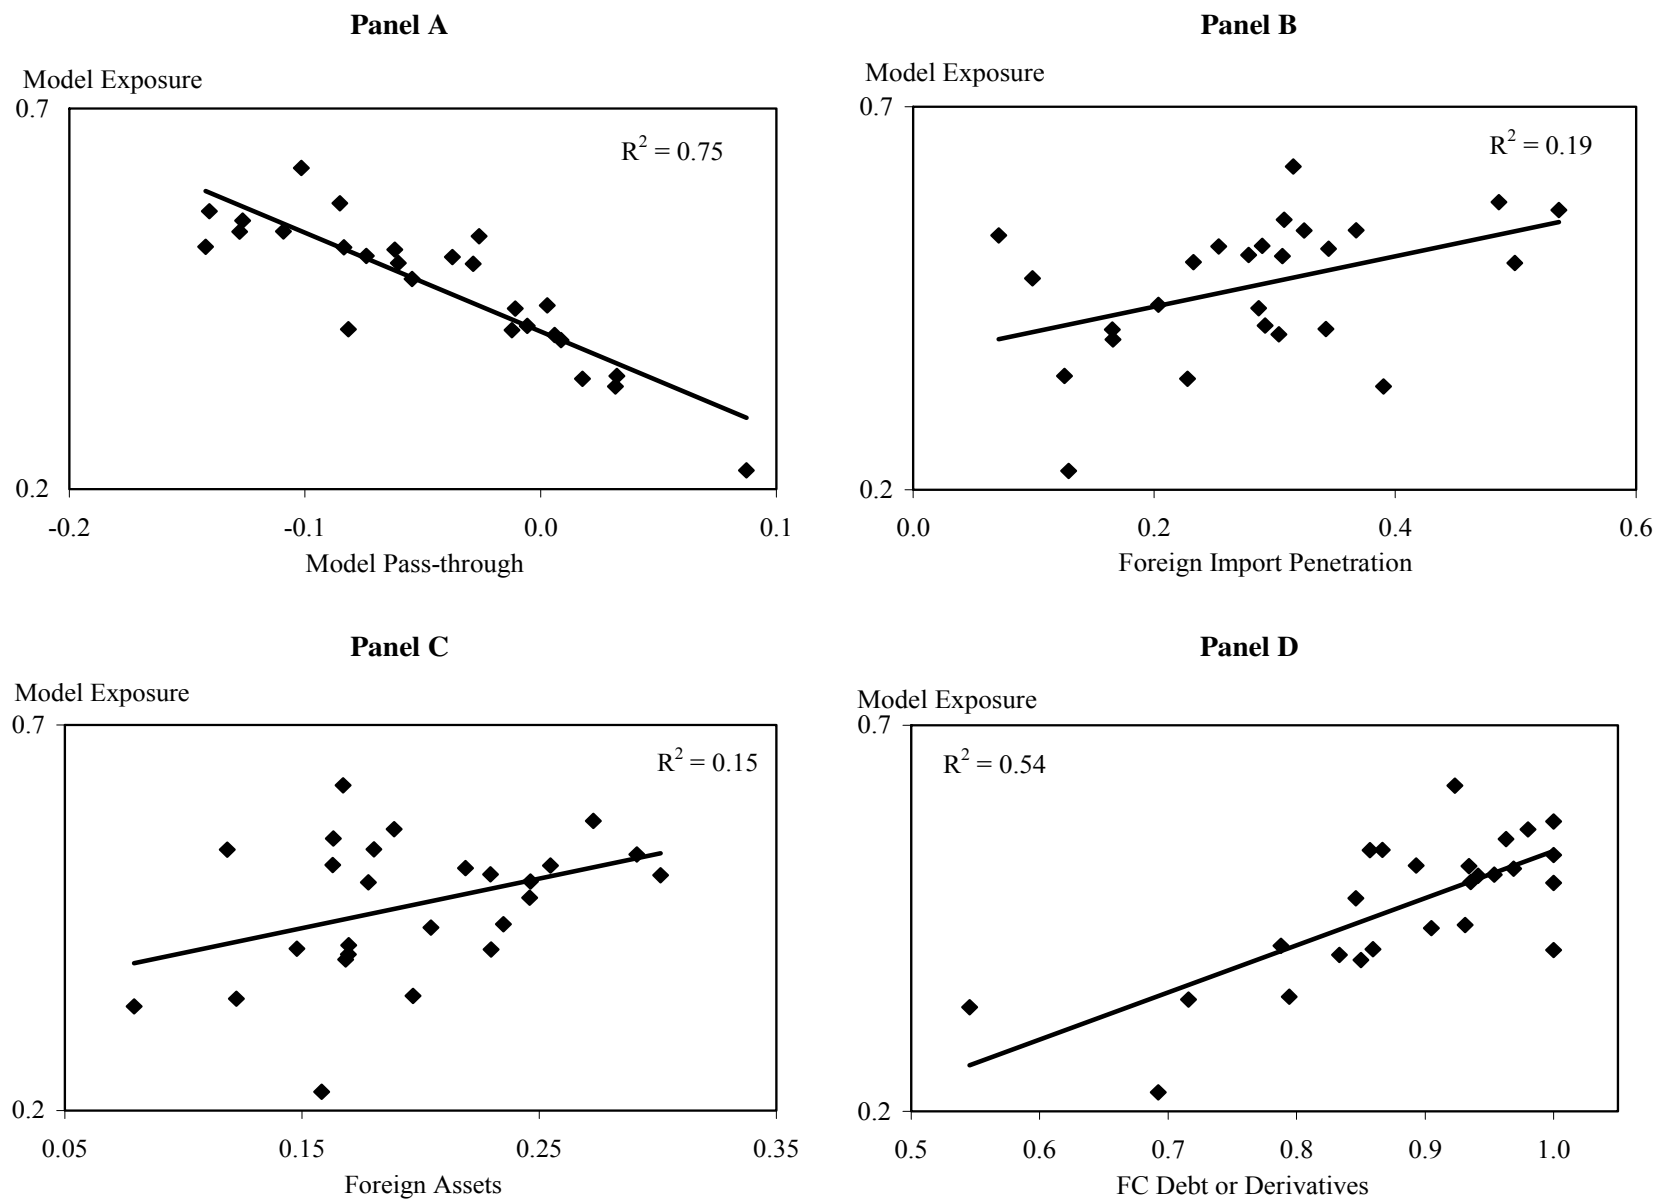 Panel A
Model Exposure
0.7
R² = 0.75
0.2
-0.2 -0.1 0.0 0.1
Model Pass-through
Panel B
Model Exposure
0.7
R² = 0.19
0.2
0.0 0.2 0.4 0.6
Foreign Import Penetration
Panel C
Model Exposure
0.7
R² = 0.15
0.2
0.05 0.15 0.25 0.35
Foreign Assets
Panel D
Model Exposure
0.7
R² = 0.54
0.2
0.5 0.6 0.7 0.8 0.9 1.0
FC Debt or Derivatives